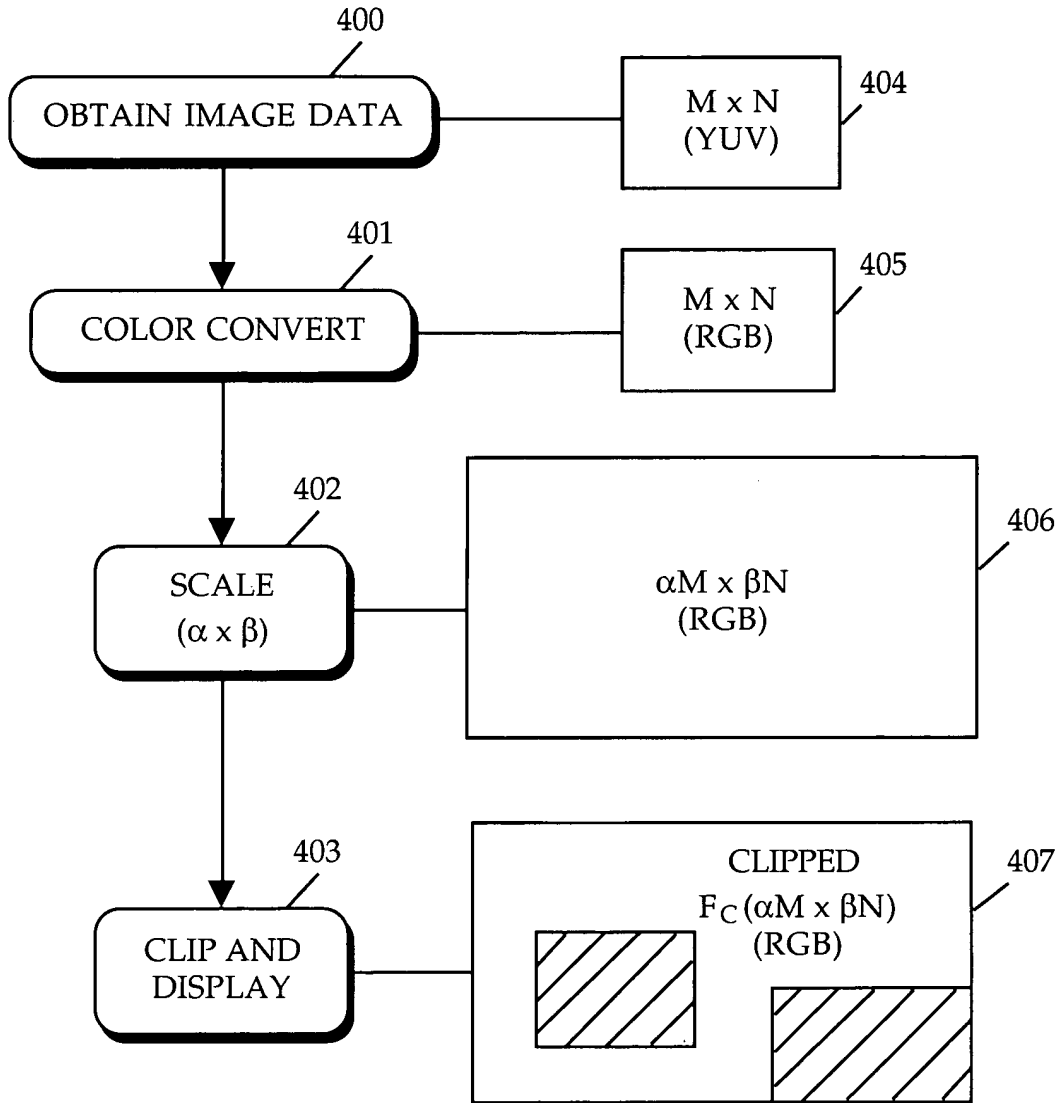 400
OBTAIN IMAGE DATA
M x N
(YUV)
404
401
COLOR CONVERT
M x N
(RGB)
405
402
SCALE
(α x β)
αM x βN
(RGB)
406
403
CLIP AND
DISPLAY
CLIPPED
F_C(αM x βN)
(RGB)
407